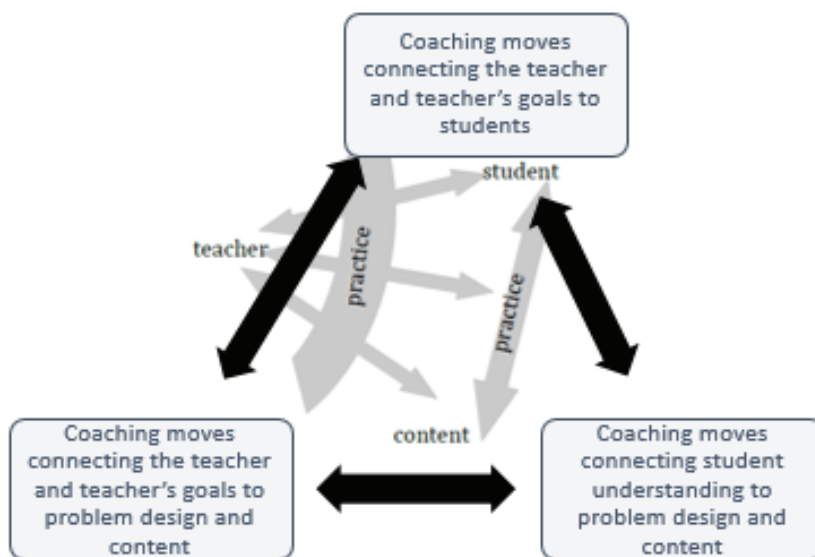 Coaching moves
connecting the teacher
and teacher's goals to
students
student
teacher
practice
practice
content
Coaching moves
connecting the teacher
and teacher's goals to
problem design and
content
Coaching moves
connecting student
understanding to
problem design and
content